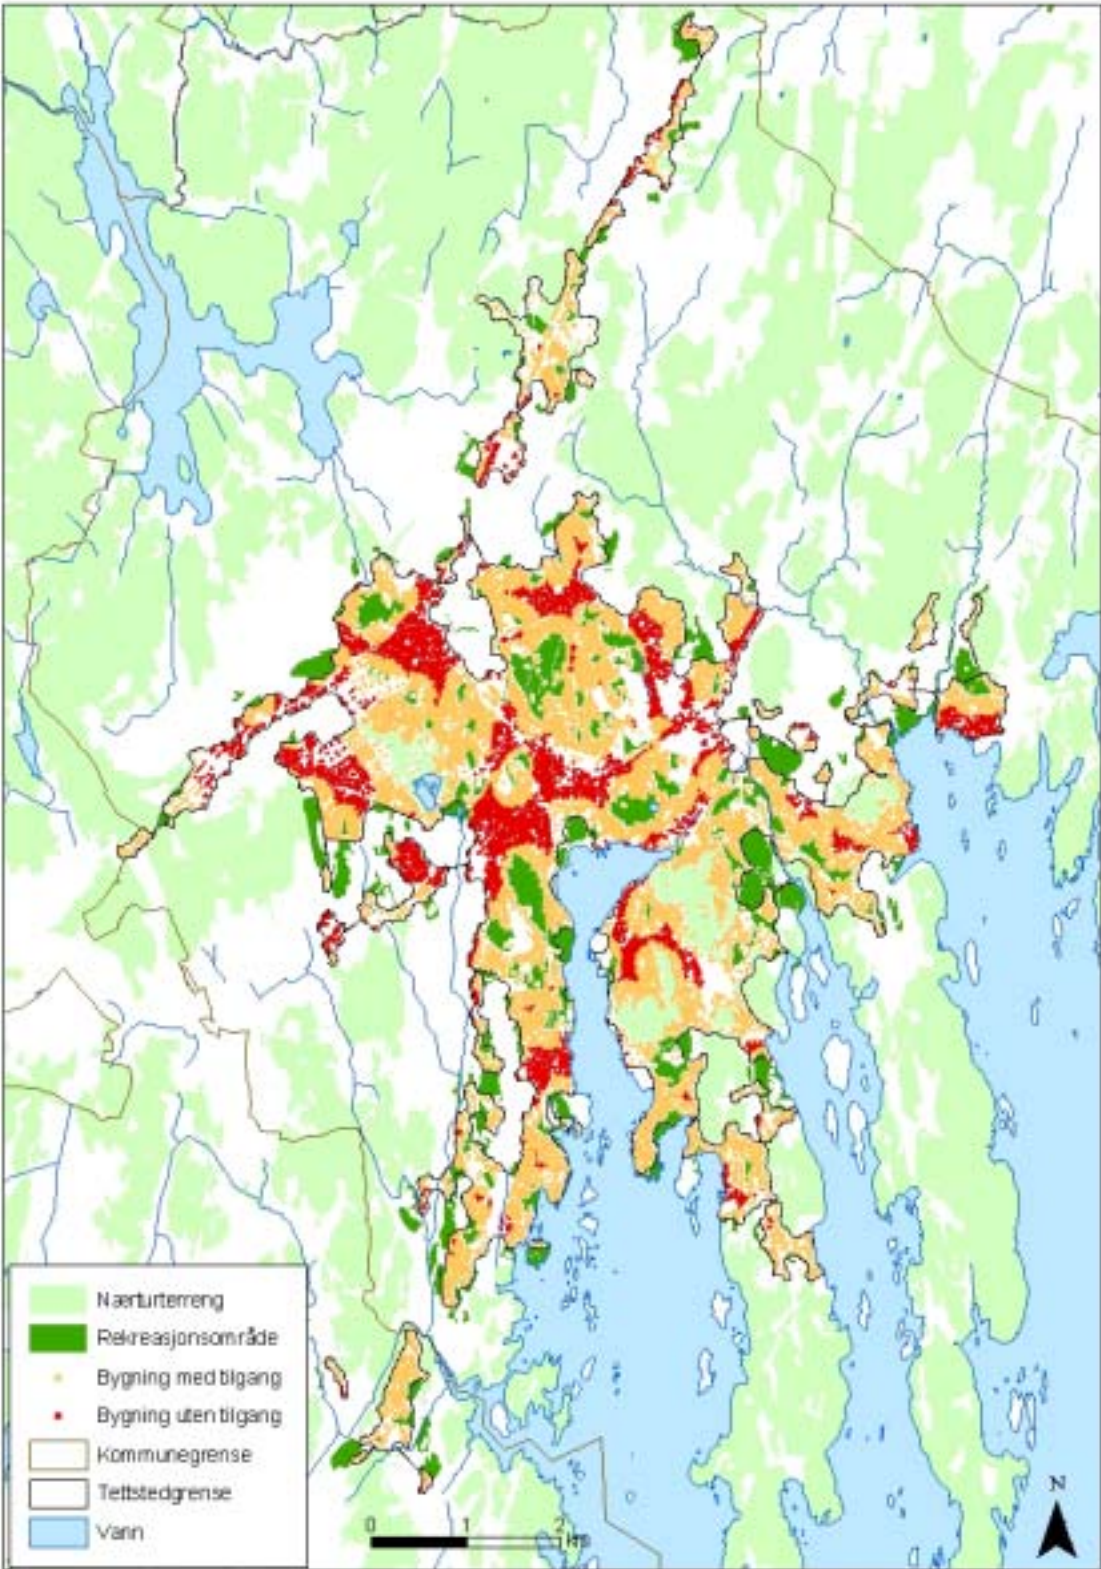 Nærturterreng
Rekreasjonsområde
Bygning med tilgang
Bygning uten tilgang
Kommunegrense
Tettstedgrense
Vann
0 1 2 km
N